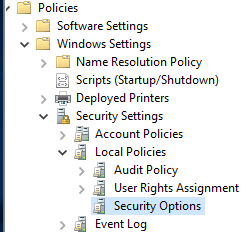 Policies
Software Settings
Windows Settings
Name Resolution Policy
Scripts (Startup/Shutdown)
Deployed Printers
Security Settings
Account Policies
Local Policies
Audit Policy
User Rights Assignment
Security Options
Event Log